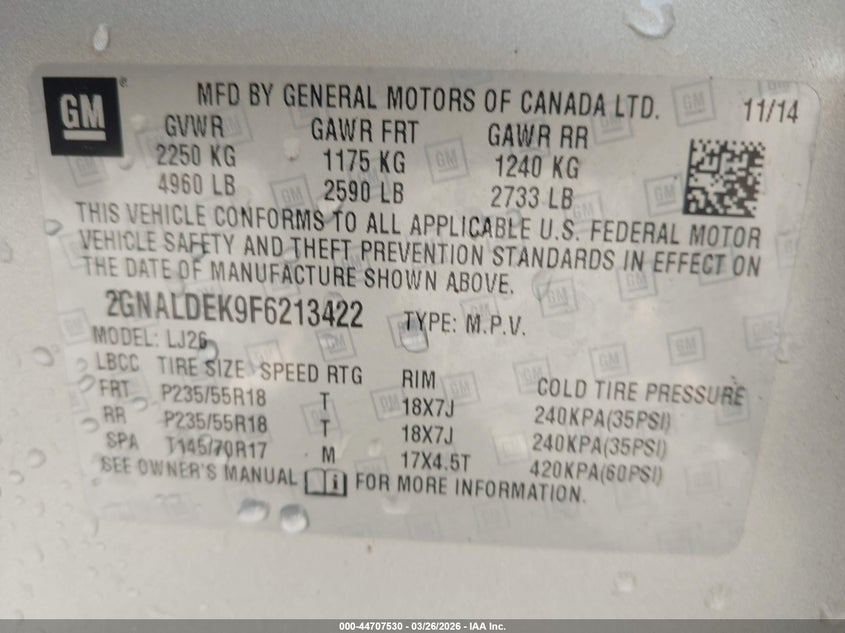 GM
®
MFD BY GENERAL MOTORS OF CANADA LTD.
11/14
GVWR GAWR FRT GAWR RR
2250 KG 1175 KG 1240 KG
4960 LB 2590 LB 2733 LB
THIS VEHICLE CONFORMS TO ALL APPLICABLE U.S. FEDERAL MOTOR
VEHICLE SAFETY AND THEFT PREVENTION STANDARDS IN EFFECT ON
THE DATE OF MANUFACTURE SHOWN ABOVE.
2GNALDEK9F6213422 TYPE: M.P.V.
MODEL: LJ26
LBCC TIRE SIZE SPEED RTG RIM COLD TIRE PRESSURE
FRT P235/55R18 T 18X7J 240KPA(35PSI)
RR P235/55R18 T 18X7J 240KPA(35PSI)
SPA T145/70R17 M 17X4.5T 420KPA(60PSI)
SEE OWNER'S MANUAL FOR MORE INFORMATION.
000-44707530 - 03/26/2026 - IAA Inc.